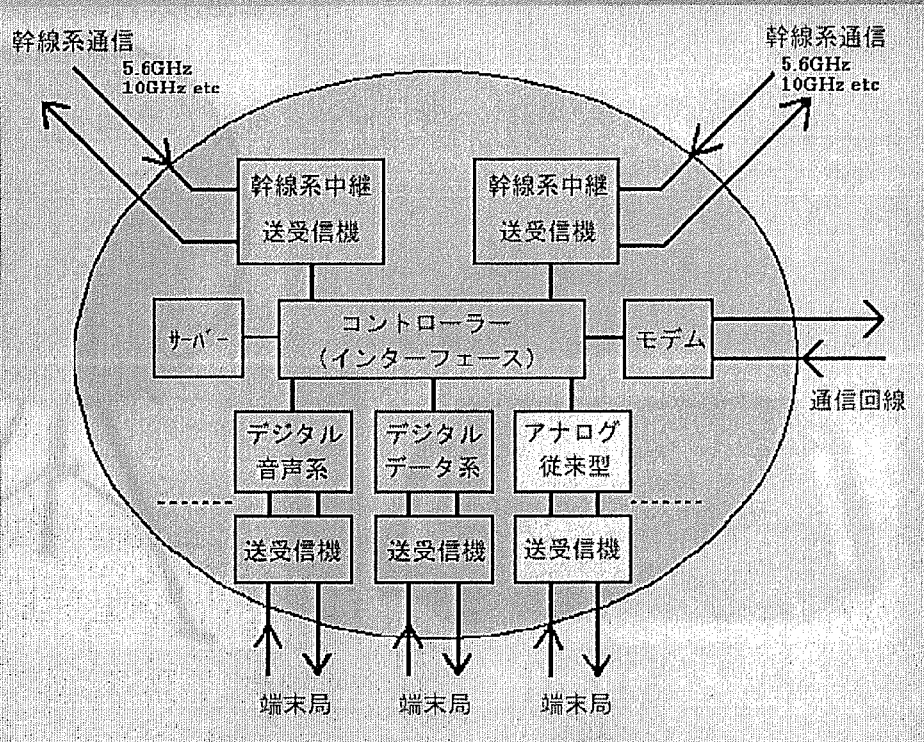 幹線系通信
5.6GHz
10GHz etc
幹線系通信
5.6GHz
10GHz etc
幹線系中継
送受信機
幹線系中継
送受信機
サーバー
コントローラー
(インターフェース)
モデム
通信回線
デジタル
音声系
デジタル
データ系
アナログ
従来型
送受信機
送受信機
送受信機
端末局
端末局
端末局